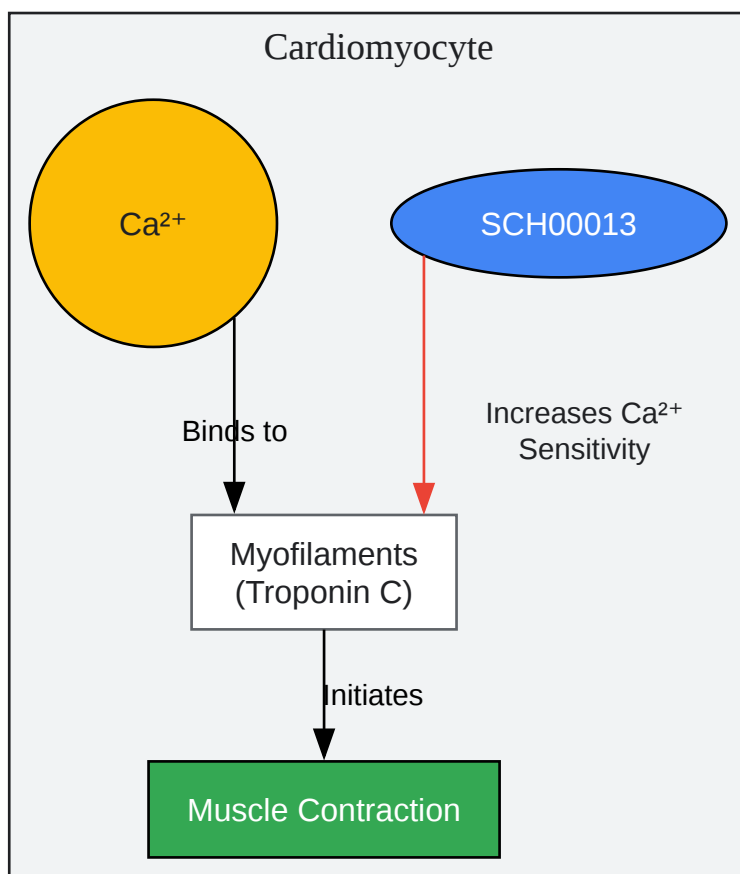 Cardiomyocyte
Ca²⁺
SCH00013
Binds to
Increases Ca²⁺
Sensitivity
Myofilaments
(Troponin C)
Initiates
Muscle Contraction